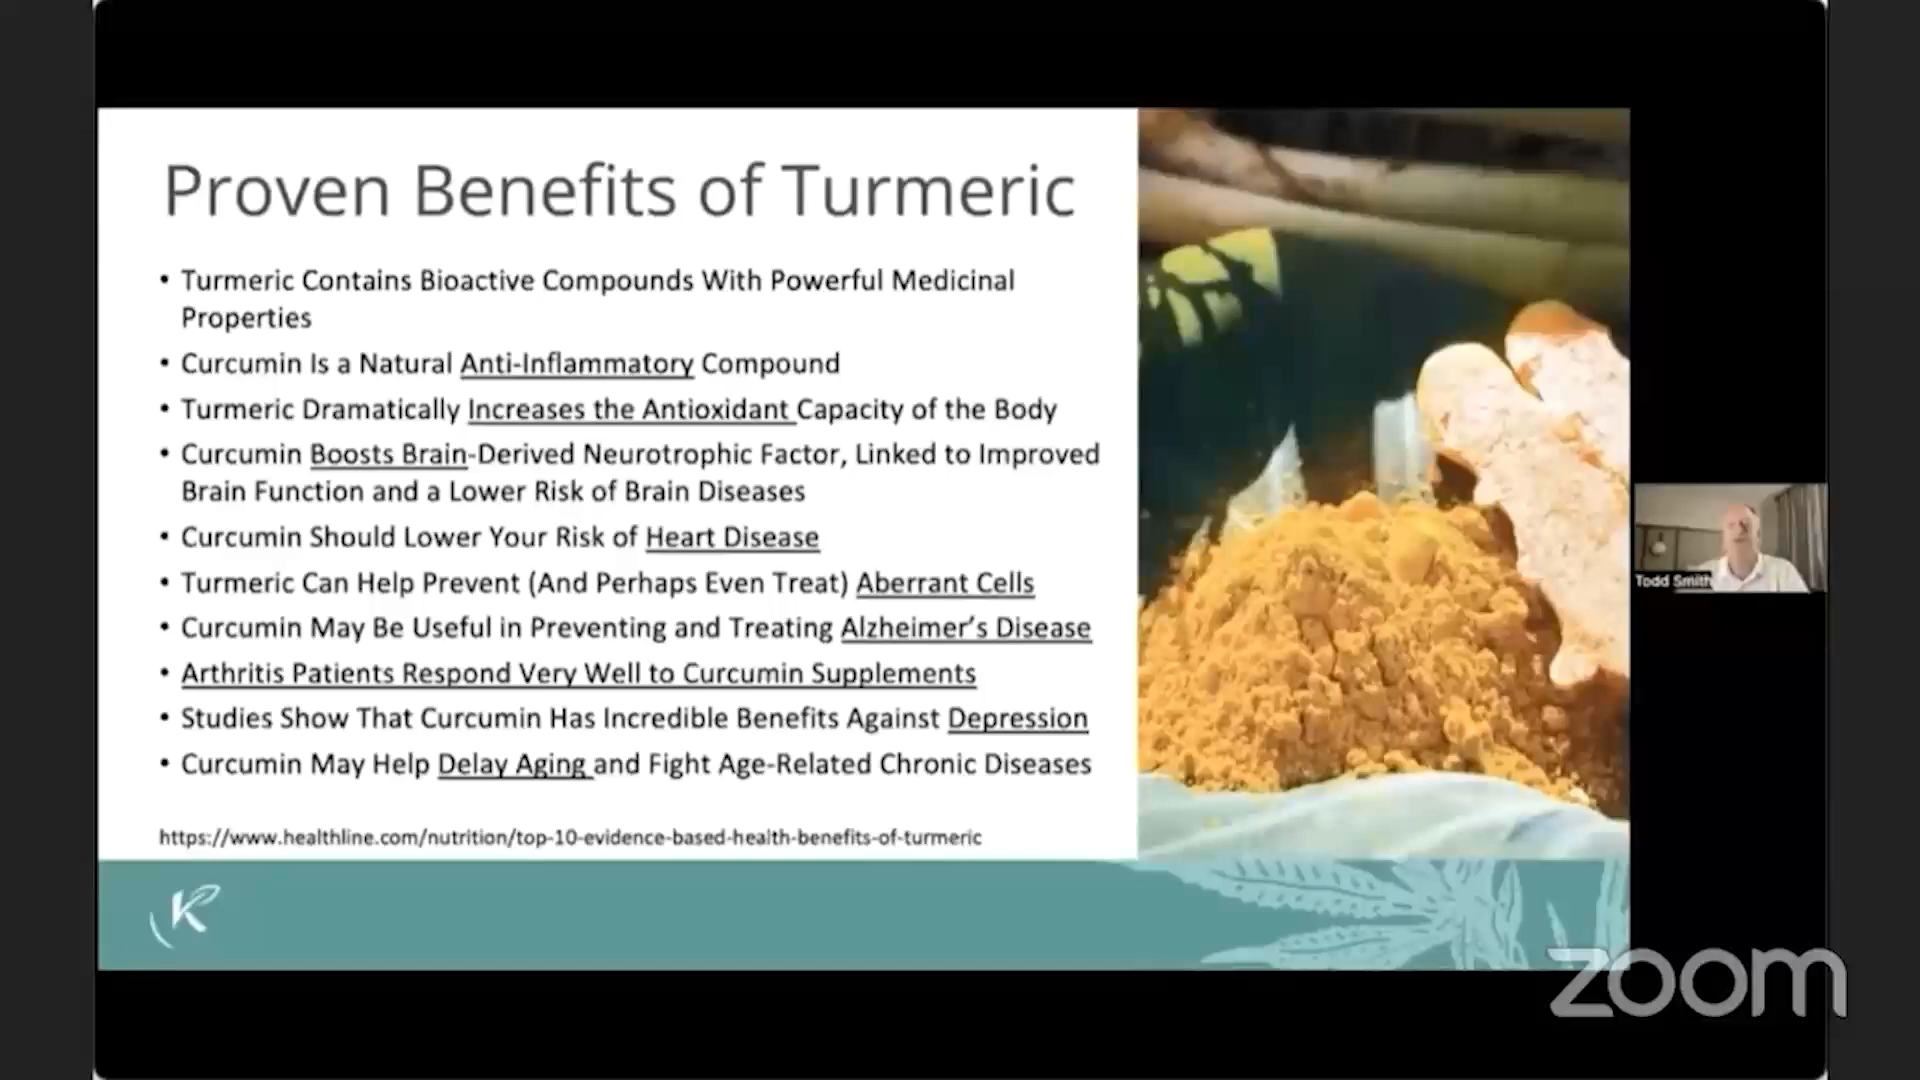 Proven Benefits of Turmeric
• Turmeric Contains Bioactive Compounds With Powerful Medicinal
Properties
• Curcumin Is a Natural Anti-Inflammatory Compound
• Turmeric Dramatically Increases the Antioxidant Capacity of the Body
• Curcumin Boosts Brain-Derived Neurotrophic Factor, Linked to Improved
Brain Function and a Lower Risk of Brain Diseases
• Curcumin Should Lower Your Risk of Heart Disease
• Turmeric Can Help Prevent (And Perhaps Even Treat) Aberrant Cells
• Curcumin May Be Useful in Preventing and Treating Alzheimer's Disease
• Arthritis Patients Respond Very Well to Curcumin Supplements
• Studies Show That Curcumin Has Incredible Benefits Against Depression
• Curcumin May Help Delay Aging and Fight Age-Related Chronic Diseases
https://www.healthline.com/nutrition/top-10-evidence-based-health-benefits-of-turmeric
K
Todd Smith
zoom